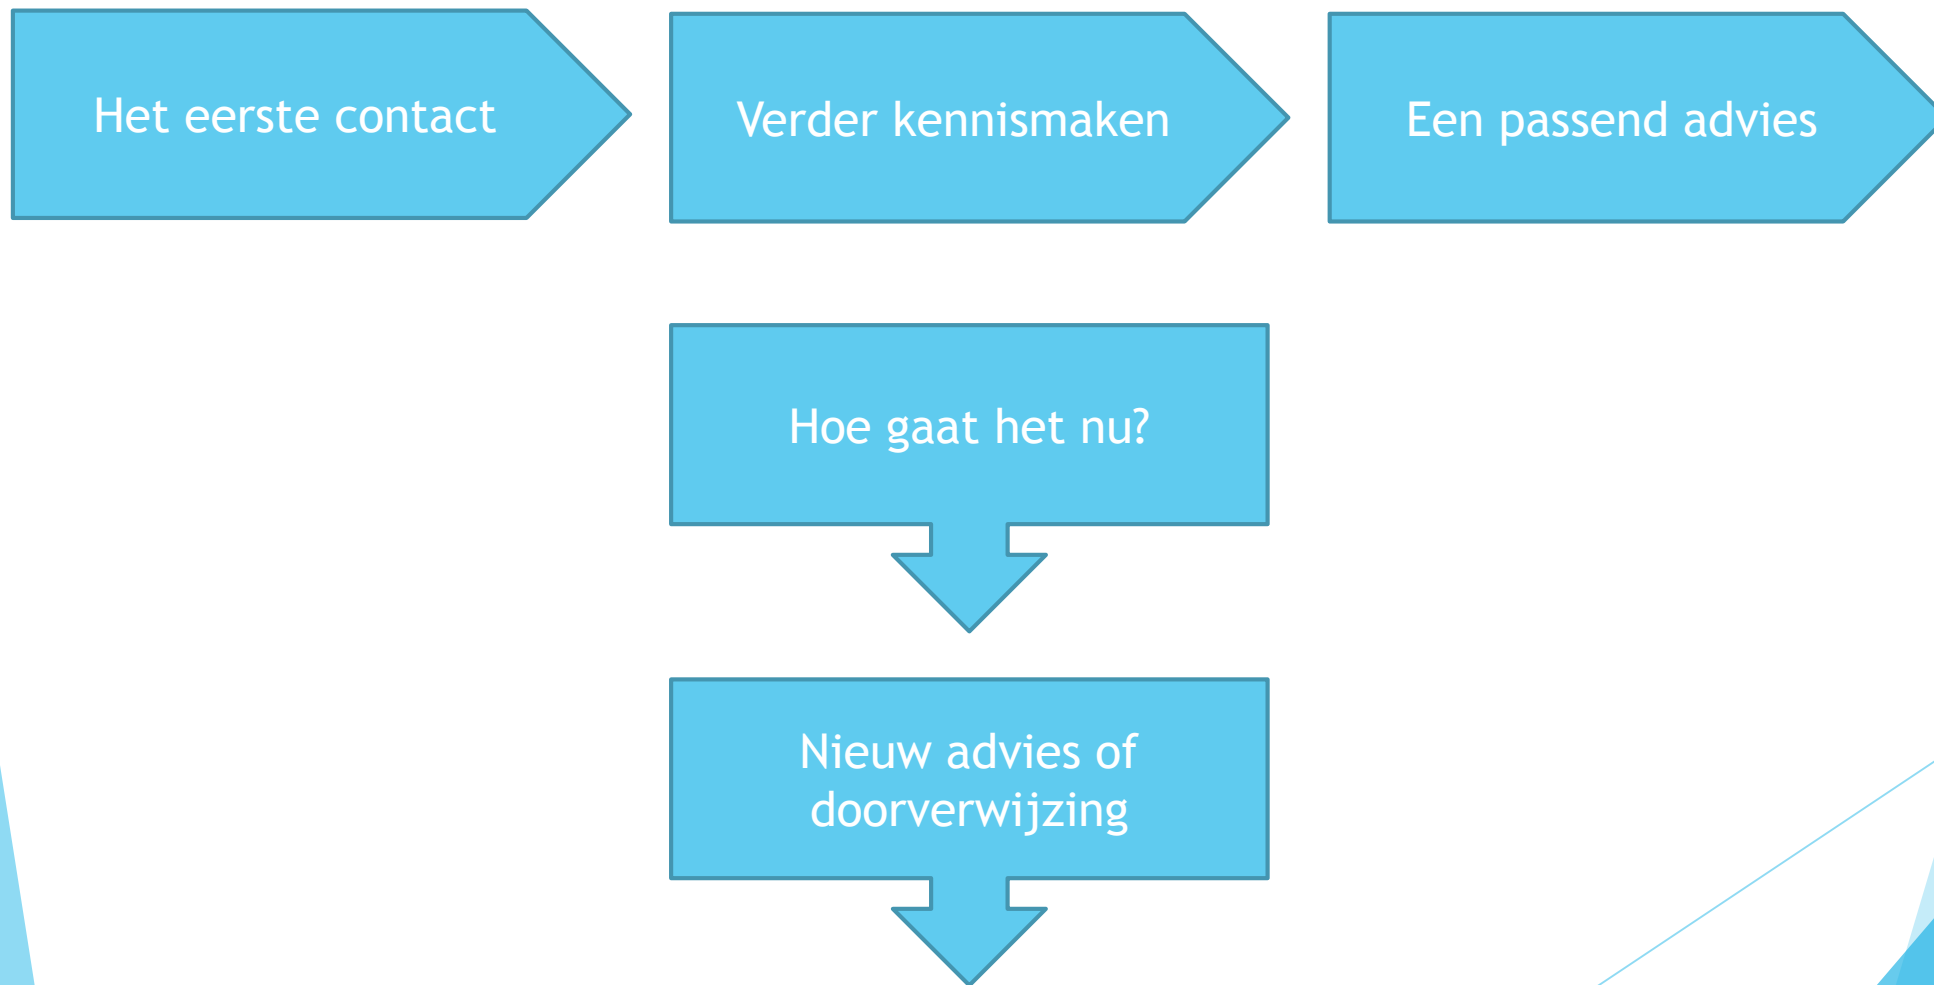 Het eerste contact
Verder kennismaken
Een passend advies
Hoe gaat het nu?
Nieuw advies of
doorverwijzing